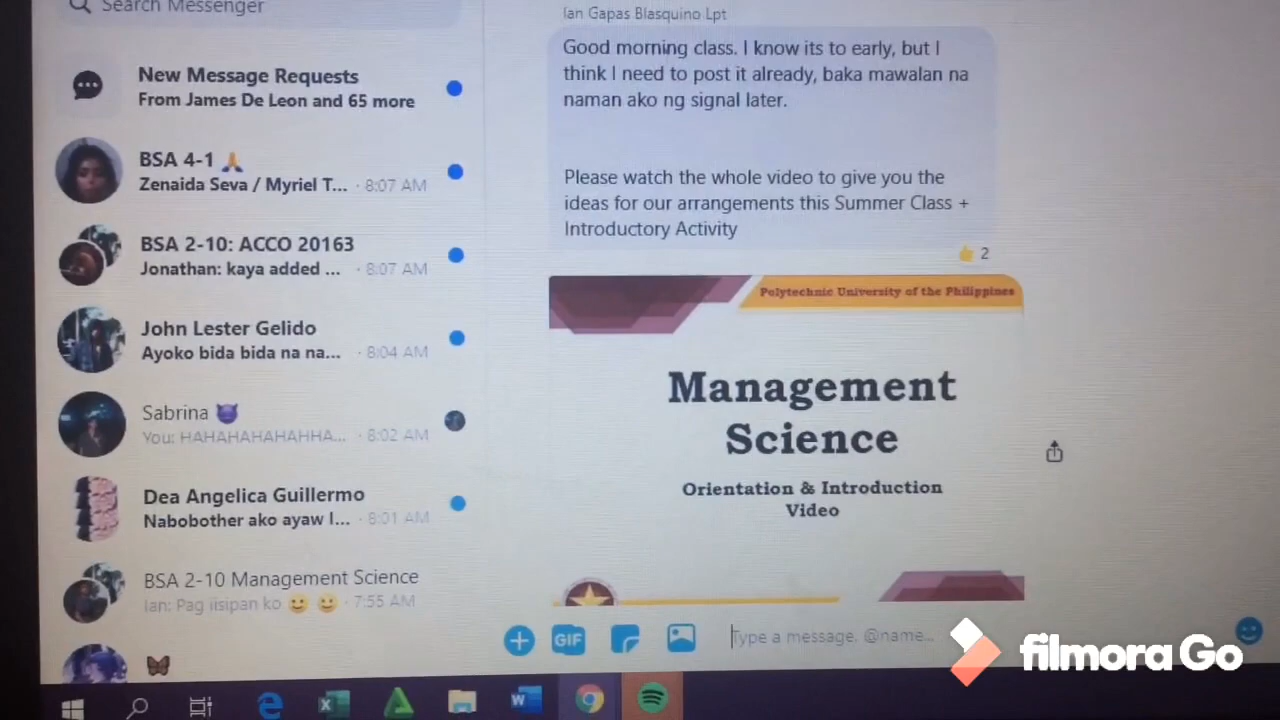 Search Messenger
New Message Requests
From James De Leon and 65 more
BSA 4-1 🙏
Zenaida Seva / Myriel T... · 8:07 AM
BSA 2-10: ACCO 20163
Jonathan: kaya added ... · 8:07 AM
John Lester Gelido
Ayoko bida bida na na... · 8:04 AM
Sabrina 😈
You: HAHAHAHAHAHHA... · 8:02 AM
Dea Angelica Guillermo
Nabobother ako ayaw l... · 8:01 AM
BSA 2-10 Management Science
Ian: Pag iisipan ko 🙂 🙂 · 7:55 AM
🦋
Ian Gapas Blasquino Lpt
Good morning class. I know its to early, but I
think I need to post it already, baka mawalan na
naman ako ng signal later.
Please watch the whole video to give you the
ideas for our arrangements this Summer Class +
Introductory Activity
👍 2
Polytechnic University of the Philippines
Management
Science
Orientation & Introduction
Video
GIF
Type a message, @name...
filmora Go